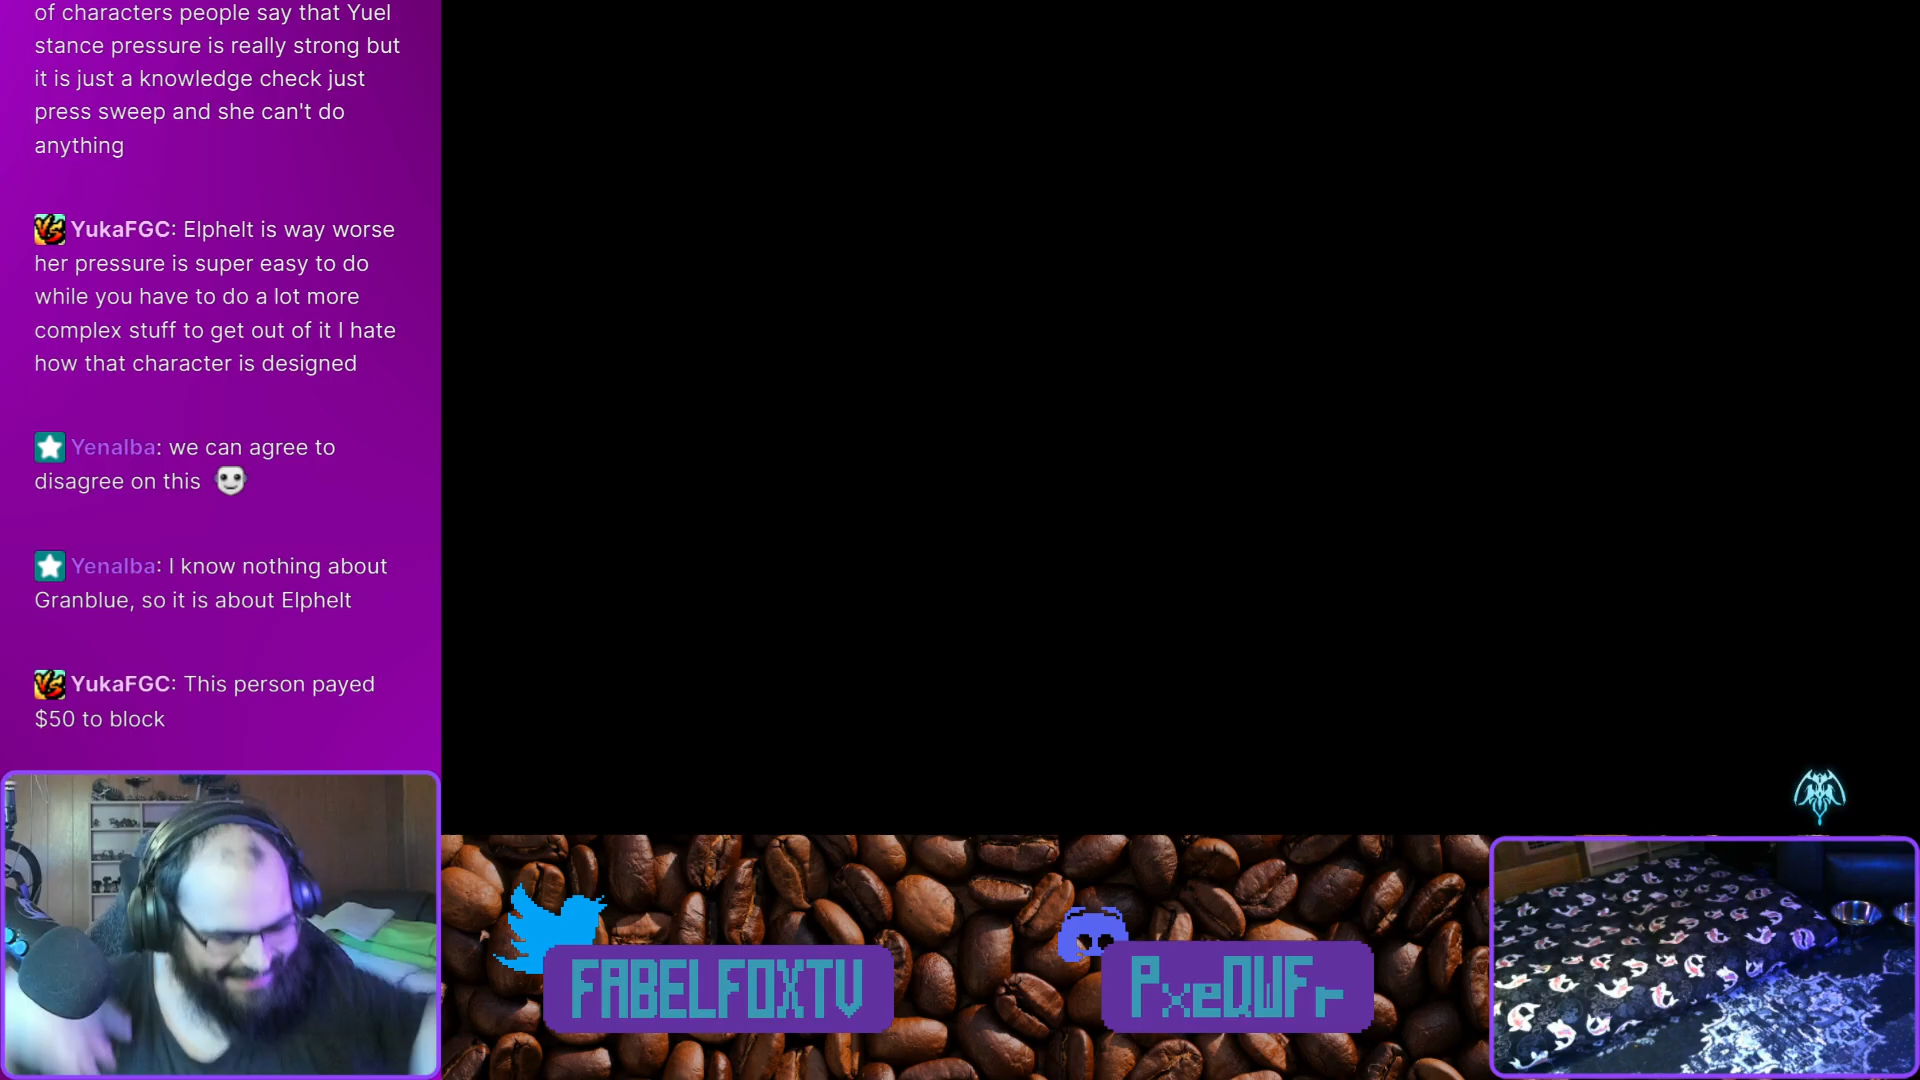 of characters people say that Yuel
stance pressure is really strong but
it is just a knowledge check just
press sweep and she can't do
anything
YukaFGC: Elphelt is way worse
her pressure is super easy to do
while you have to do a lot more
complex stuff to get out of it I hate
how that character is designed
Yenalba: we can agree to
disagree on this
Yenalba: I know nothing about
Granblue, so it is about Elphelt
YukaFGC: This person payed
$50 to block
FABELFOXTV
PxeQWFr